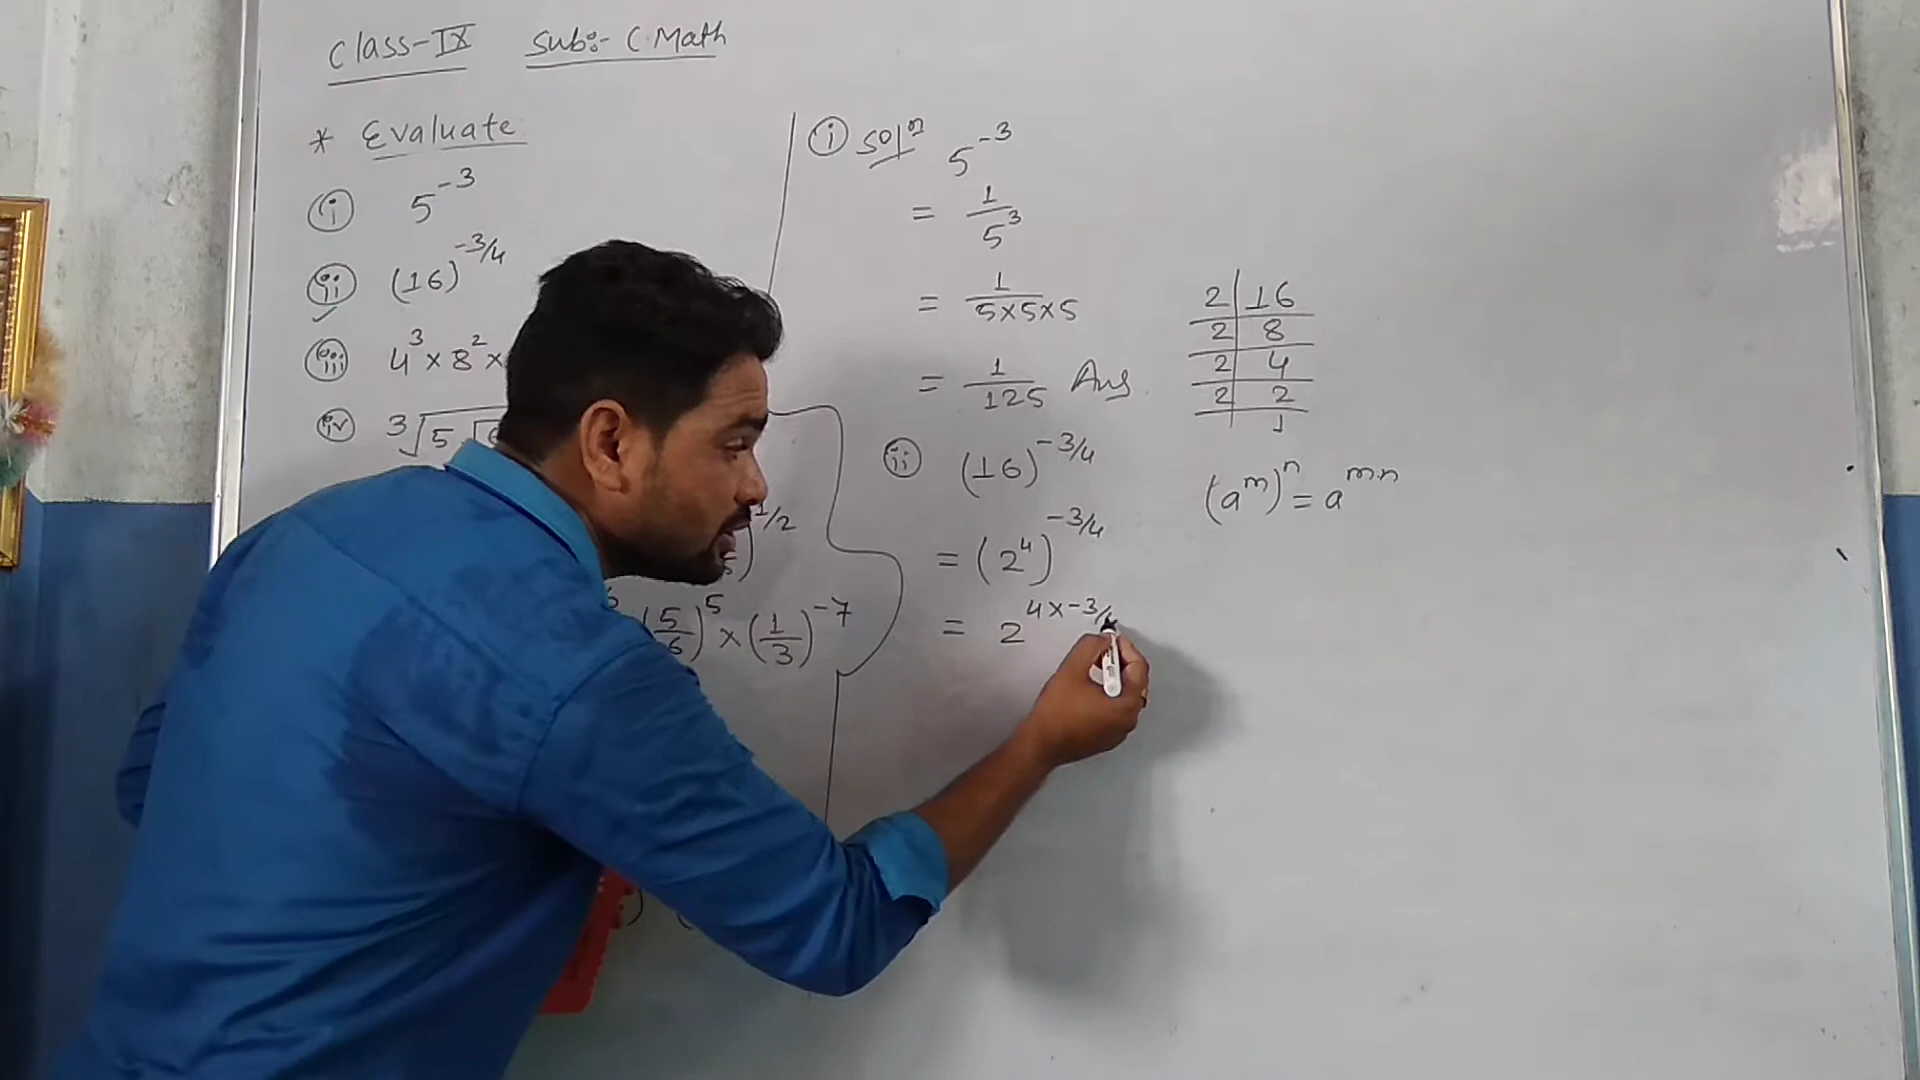 Class-IX Sub:- C.Math
* Evaluate
(i) 5^{-3}
(ii) (16)^{-3/4}
(iii) 4^3 × 8^2 ×
(iv) ∛5
)^{1/2}
(5/6)^5 × (1/3)^{-7}
(i) Solⁿ 5^{-3}
= 1/5^3
= 1/5×5×5
= 1/125 Ans.
(ii) (16)^{-3/4}
= (2^4)^{-3/4}
= 2^{4×-3/4}
2|16
2|8
2|4
2|2
1
(a^m)^n = a^{mn}